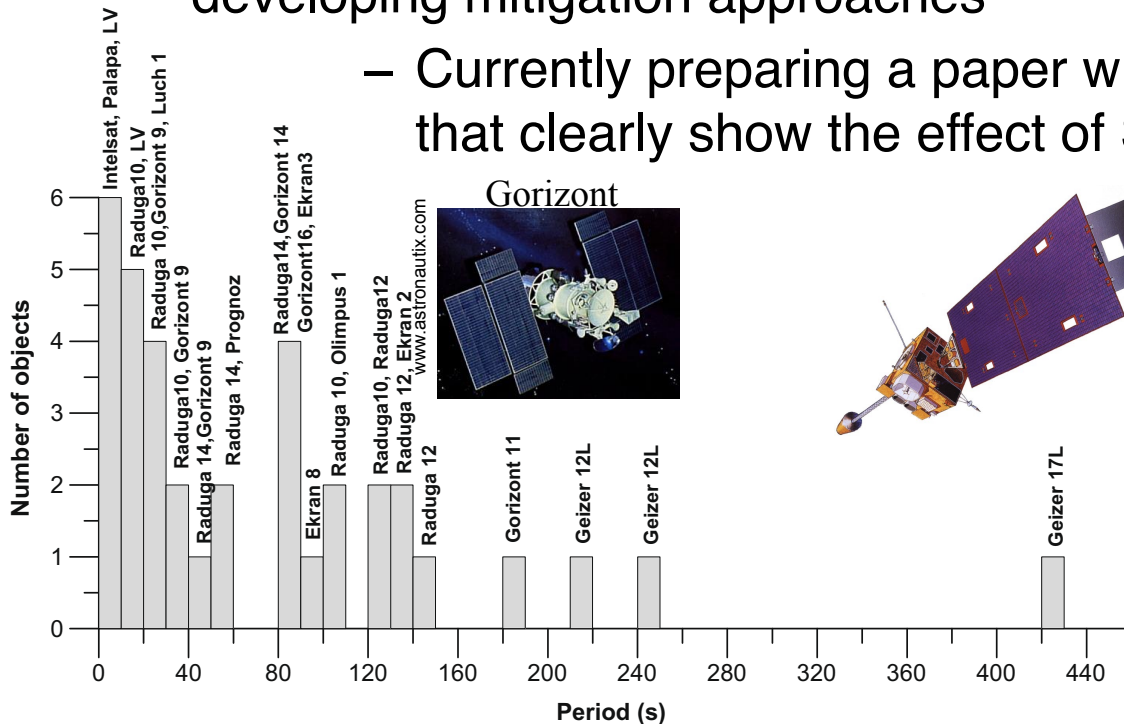 developing mitigation approaches
– Currently preparing a paper w
that clearly show the effect of
Gorizont
www.astronautix.com
Number of objects
6
5
4
3
2
1
0
Intelsat, Palapa, LV
Raduga10, LV
Raduga 10,Gorizont 9, Luch 1
Raduga10, Gorizont 9
Raduga 14,Gorizont 9
Raduga 14, Prognoz
Raduga14,Gorizont 14
Gorizont16, Ekran3
Ekran 8
Raduga 10, Olimpus 1
Raduga10, Raduga12
Raduga 12, Ekran 2
Raduga 12
Gorizont 11
Geizer 12L
Geizer 12L
Geizer 17L
0 40 80 120 160 200 240 280 320 360 400 440
Period (s)